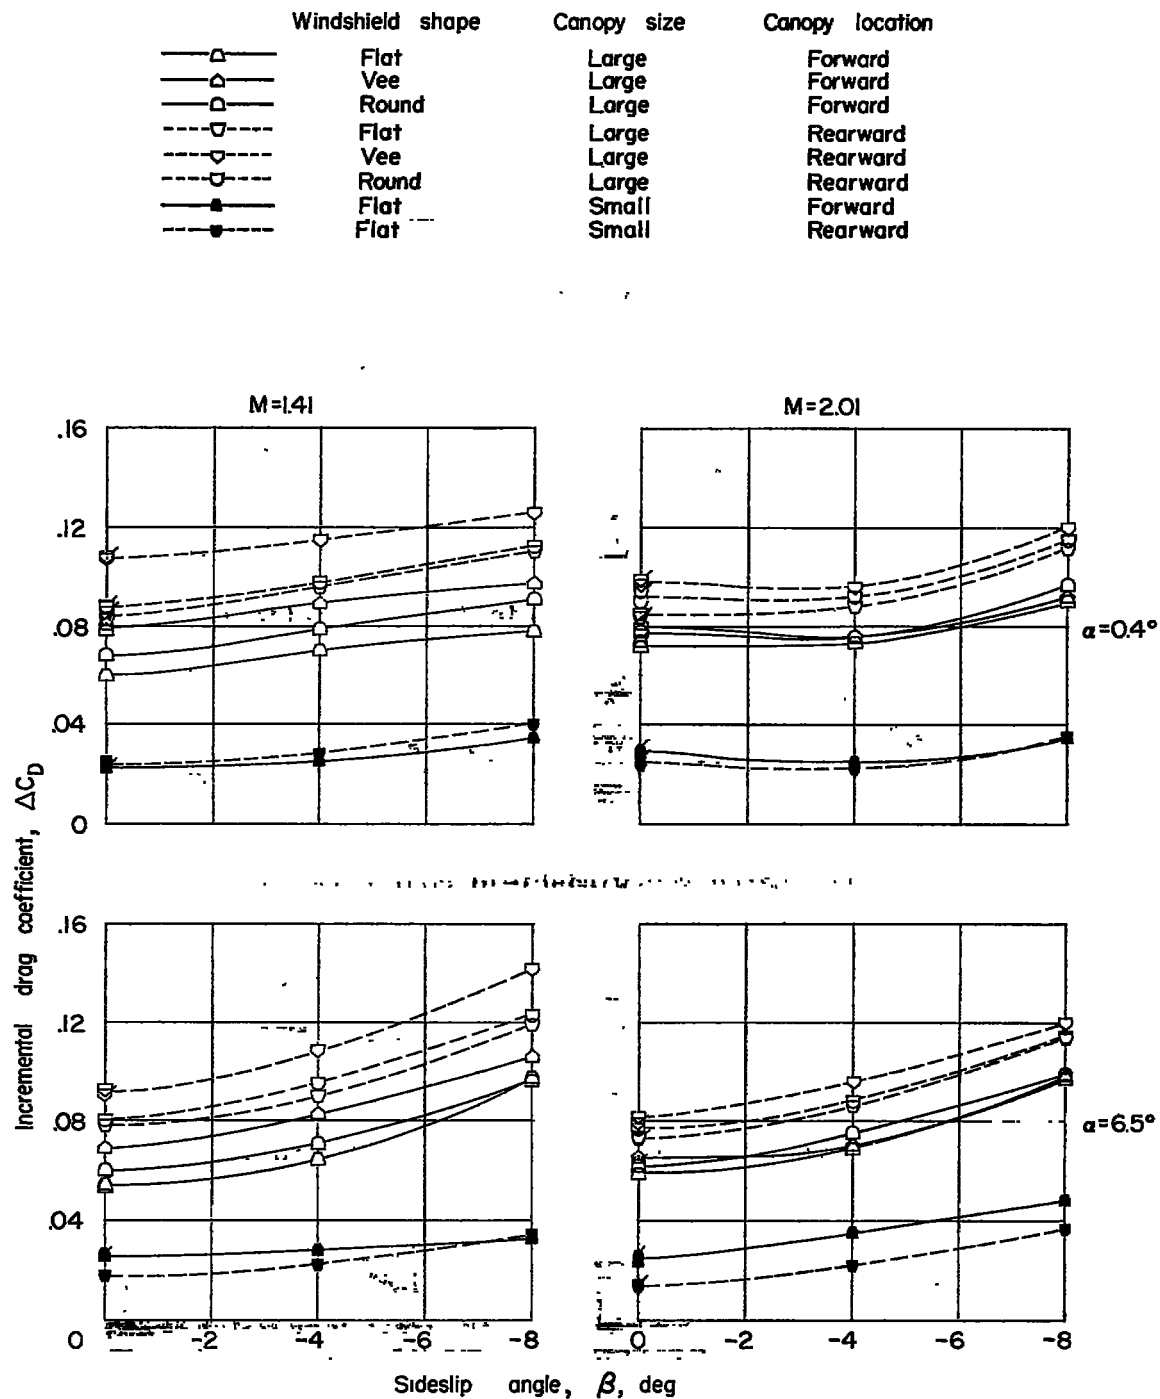 Windshield shape Canopy size Canopy location
Flat Large Forward
Vee Large Forward
Round Large Forward
Flat Large Rearward
Vee Large Rearward
Round Large Rearward
Flat Small Forward
Flat Small Rearward
M=1.41 M=2.01
.16
.12
.08
.04
0
α=0.4°
Incremental drag coefficient, ΔC_D
.16
.12
.08
.04
0
α=6.5°
-2 -4 -6 -8 0 -2 -4 -6 -8
Sideslip angle, β, deg